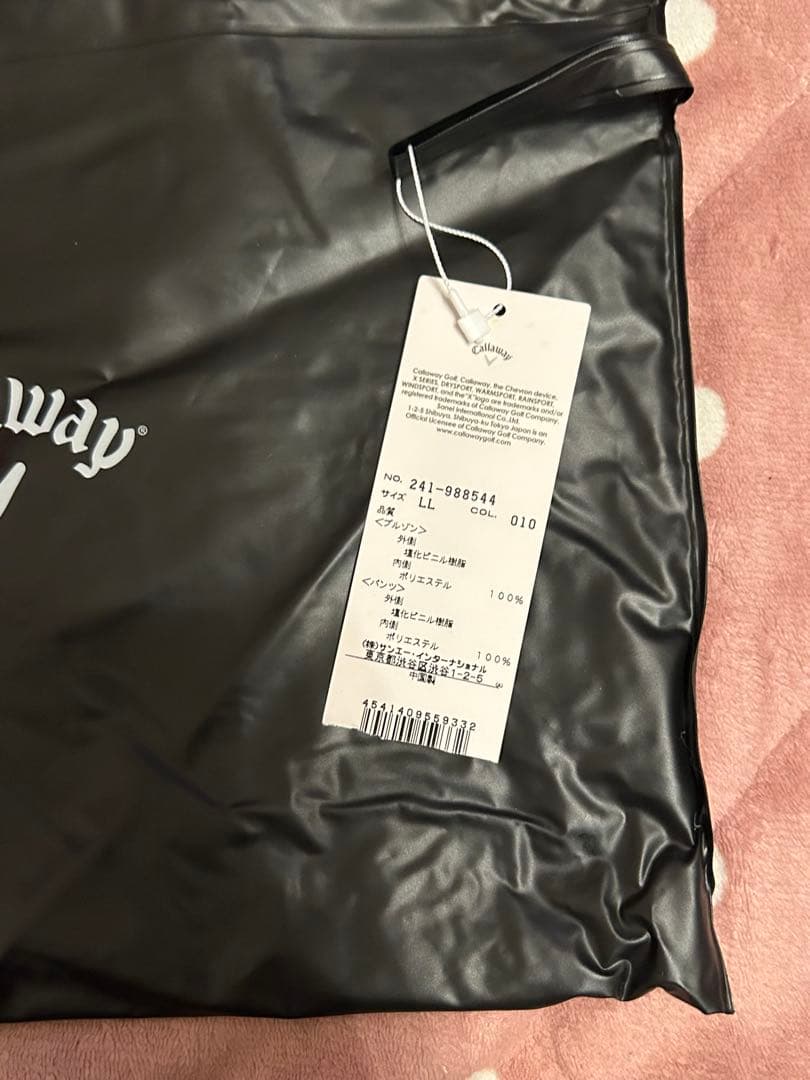 away®
Callaway
Callaway Golf, Callaway, the Chevron device,
X SERIES, DRYSPORT, WARMSPORT, RAINSPORT,
WINDSPORT, and the"X"logo are trademarks and/or
registered trademarks of Callaway Golf Company.
Sanei International Co.,Ltd.
1-2-5 Shibuya, Shibuya-ku Tokyo Japan is an
Official Licensee of Callaway Golf Company.
www.callawaygolf.com
NO. 241-988544
サイズ LL COL. 010
品質
<ブルゾン>
外側
塩化ビニル樹脂
内側
ポリエステル 100%
<パンツ>
外側
塩化ビニル樹脂
内側
ポリエステル 100%
(株)サンエー・インターナショナル
東京都渋谷区渋谷1-2-5
中国製
4541409559332